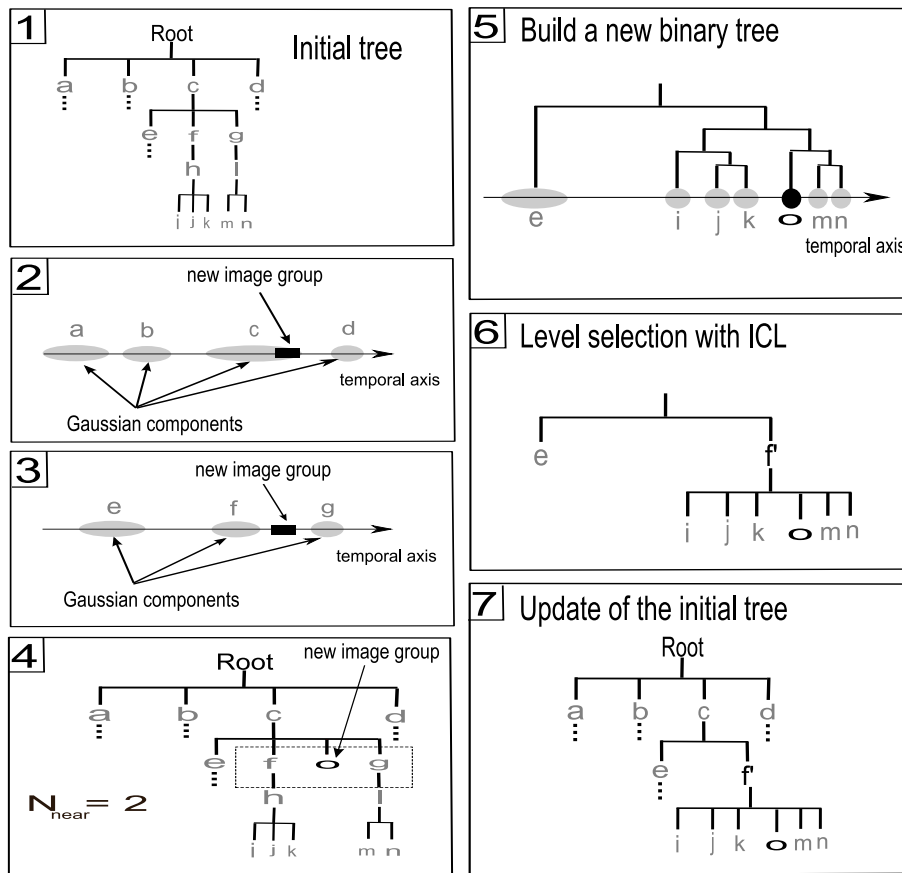 1
Root
Initial tree
a b c d
e f g
h l
i j k m n
2
new image group
a b c d
temporal axis
Gaussian components
3
new image group
e f g
temporal axis
Gaussian components
4
new image group
Root
a b c d
e f o g
N near = 2
h l
i j k m n
5 Build a new binary tree
e i j k o m n
temporal axis
6 Level selection with ICL
e f'
i j k o m n
7 Update of the initial tree
Root
a b c d
e f'
i j k o m n